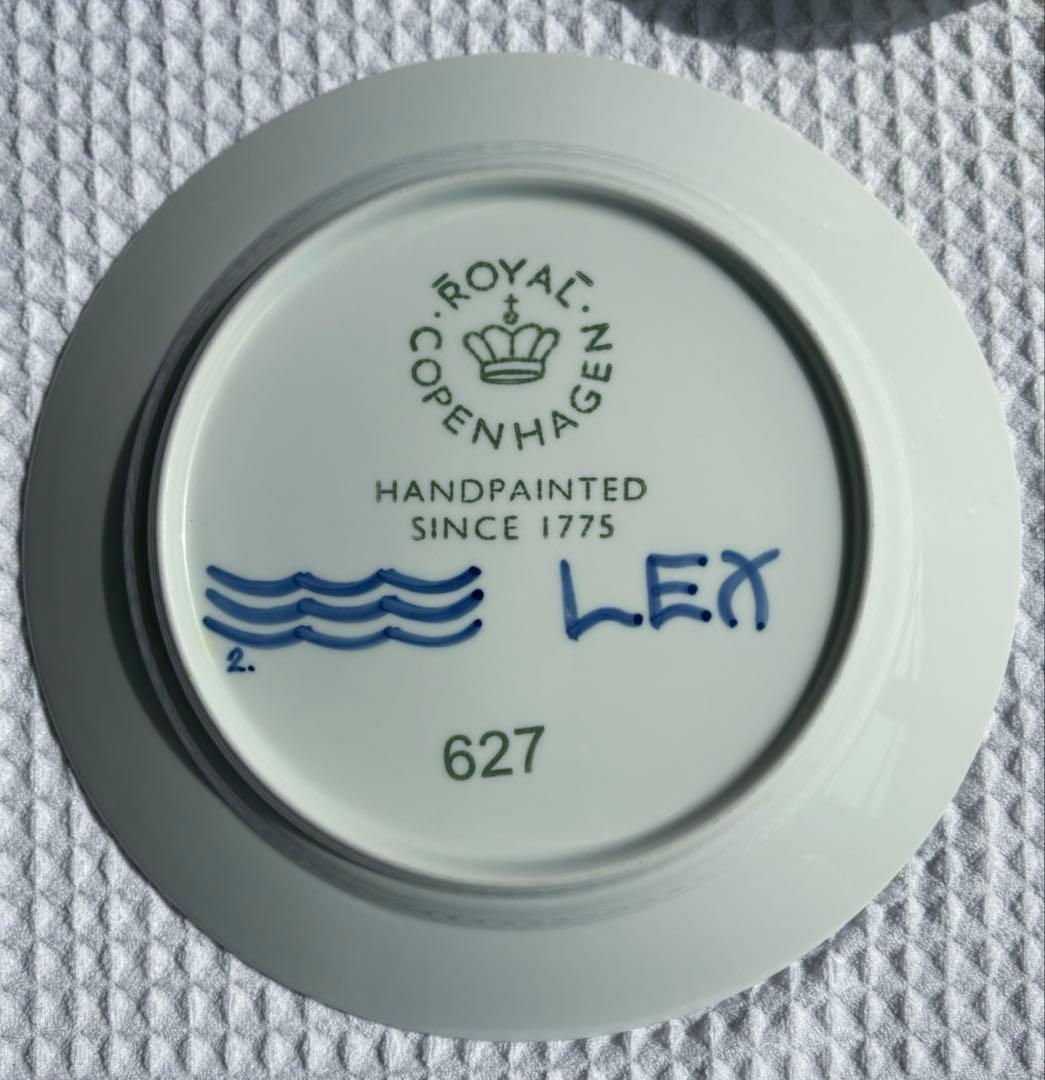 ROYAL
COPENHAGEN
HANDPAINTED
SINCE 1775
LEX
2.
627